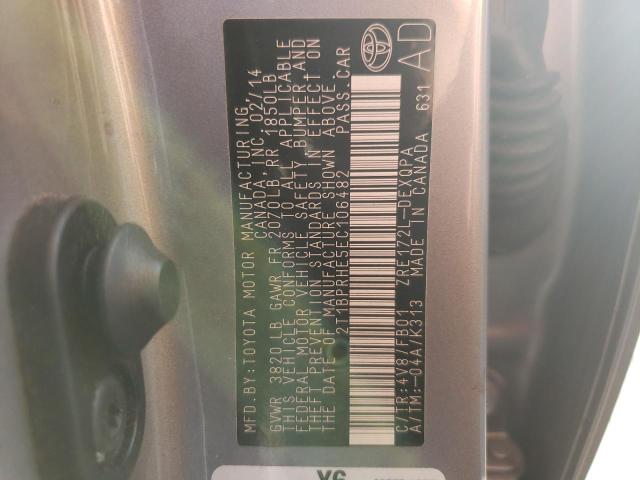 MFD.BY:TOYOTA MOTOR MANUFACTURING,
CANADA,INC. 02/14
GVWR 3820 LB GAWR FR 2070LB,RR 1850LB
THIS VEHICLE CONFORMS TO ALL APPLICABLE
FEDERAL MOTOR VEHICLE SAFETY, BUMPER, AND
THEFT PREVENTION STANDARDS IN EFFECT ON
THE DATE OF MANUFACTURE SHOWN ABOVE.
2T1BPRHE5EC106482 PASS.CAR
C/TR:4V8/FB01 ZRE172L-DEXQPA
A/TM:-04A/K313 MADE IN CANADA 631
AD
Y6